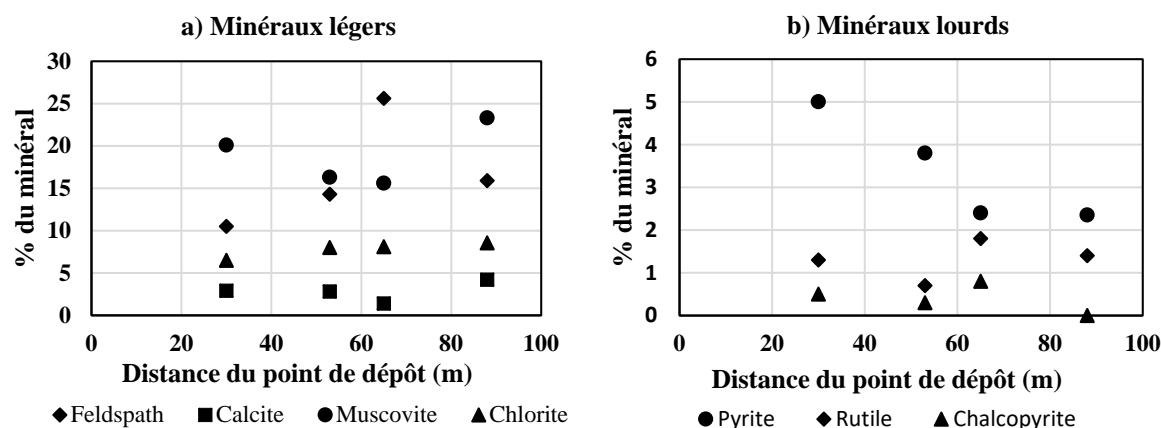 a) Minéraux légers
% du minéral
30
25
20
15
10
5
0
0 20 40 60 80 100
Distance du point de dépôt (m)
Feldspath Calcite Muscovite Chlorite
b) Minéraux lourds
% du minéral
6
5
4
3
2
1
0
0 20 40 60 80 100
Distance du point de dépôt (m)
Pyrite Rutile Chalcopyrite